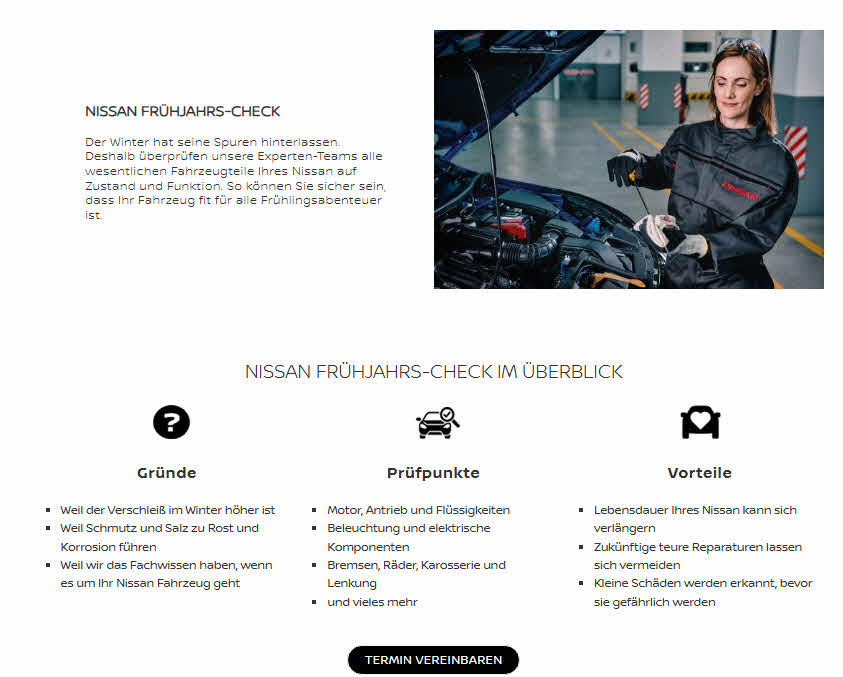 NISSAN FRÜHJAHRS-CHECK
Der Winter hat seine Spuren hinterlassen.
Deshalb überprüfen unsere Experten-Teams alle
wesentlichen Fahrzeugteile Ihres Nissan auf
Zustand und Funktion. So können Sie sicher sein,
dass Ihr Fahrzeug fit für alle Frühlingsabenteuer
ist.
NISSAN FRÜHJAHRS-CHECK IM ÜBERBLICK
?
Gründe
Weil der Verschleiß im Winter höher ist
Weil Schmutz und Salz zu Rost und
Korrosion führen
Weil wir das Fachwissen haben, wenn
es um Ihr Nissan Fahrzeug geht
Prüfpunkte
Motor, Antrieb und Flüssigkeiten
Beleuchtung und elektrische
Komponenten
Bremsen, Räder, Karosserie und
Lenkung
und vieles mehr
Vorteile
Lebensdauer Ihres Nissan kann sich
verlängern
Zukünftige teure Reparaturen lassen
sich vermeiden
Kleine Schäden werden erkannt, bevor
sie gefährlich werden
TERMIN VEREINBAREN